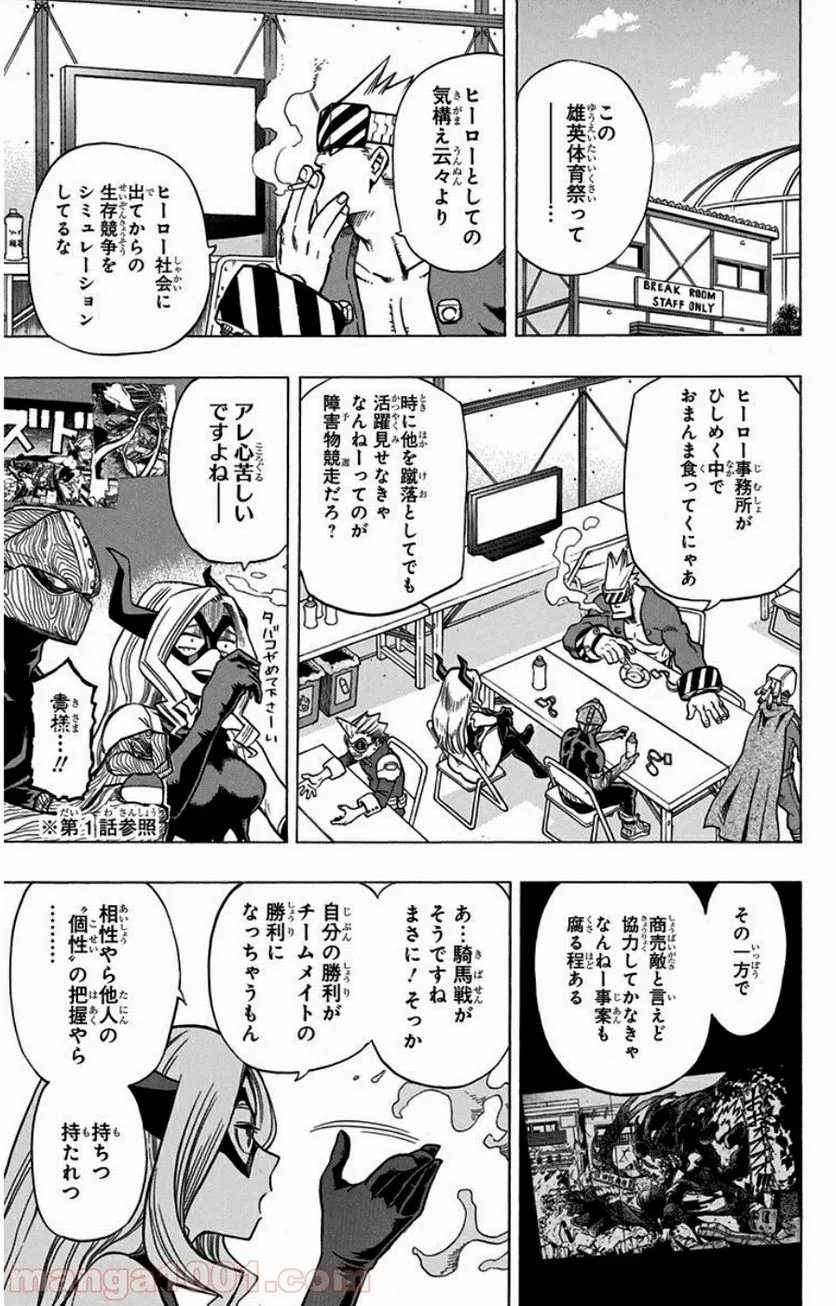 この
雄英体育祭って
――――…
BREAK ROOM
STAFF ONLY
ヒーローとしての
気構え云々より
ヒーロー社会に
出てからの
生存競争を
シミュレーション
してるな
ヒーロー事務所が
ひしめく中で
おまんま食ってくにゃあ
時に他を蹴落としてでも
活躍見せなきゃ
なんねーってのが
障害物競走だろ?
アレ心苦しい
ですよね――
タバコやめて下さーい
貴様…!!
※第1話参照
スト
その一方で
商売敵と言えど
協力してかなきゃ
なんねー事案も
腐る程ある
あ…騎馬戦が
そうですね
まさに!そっか
自分の勝利が
チームメイトの
勝利に
なっちゃうもん
相性やら他人の
“個性”の把握やら
………
持ちつ
持たれつ
manga1001.com